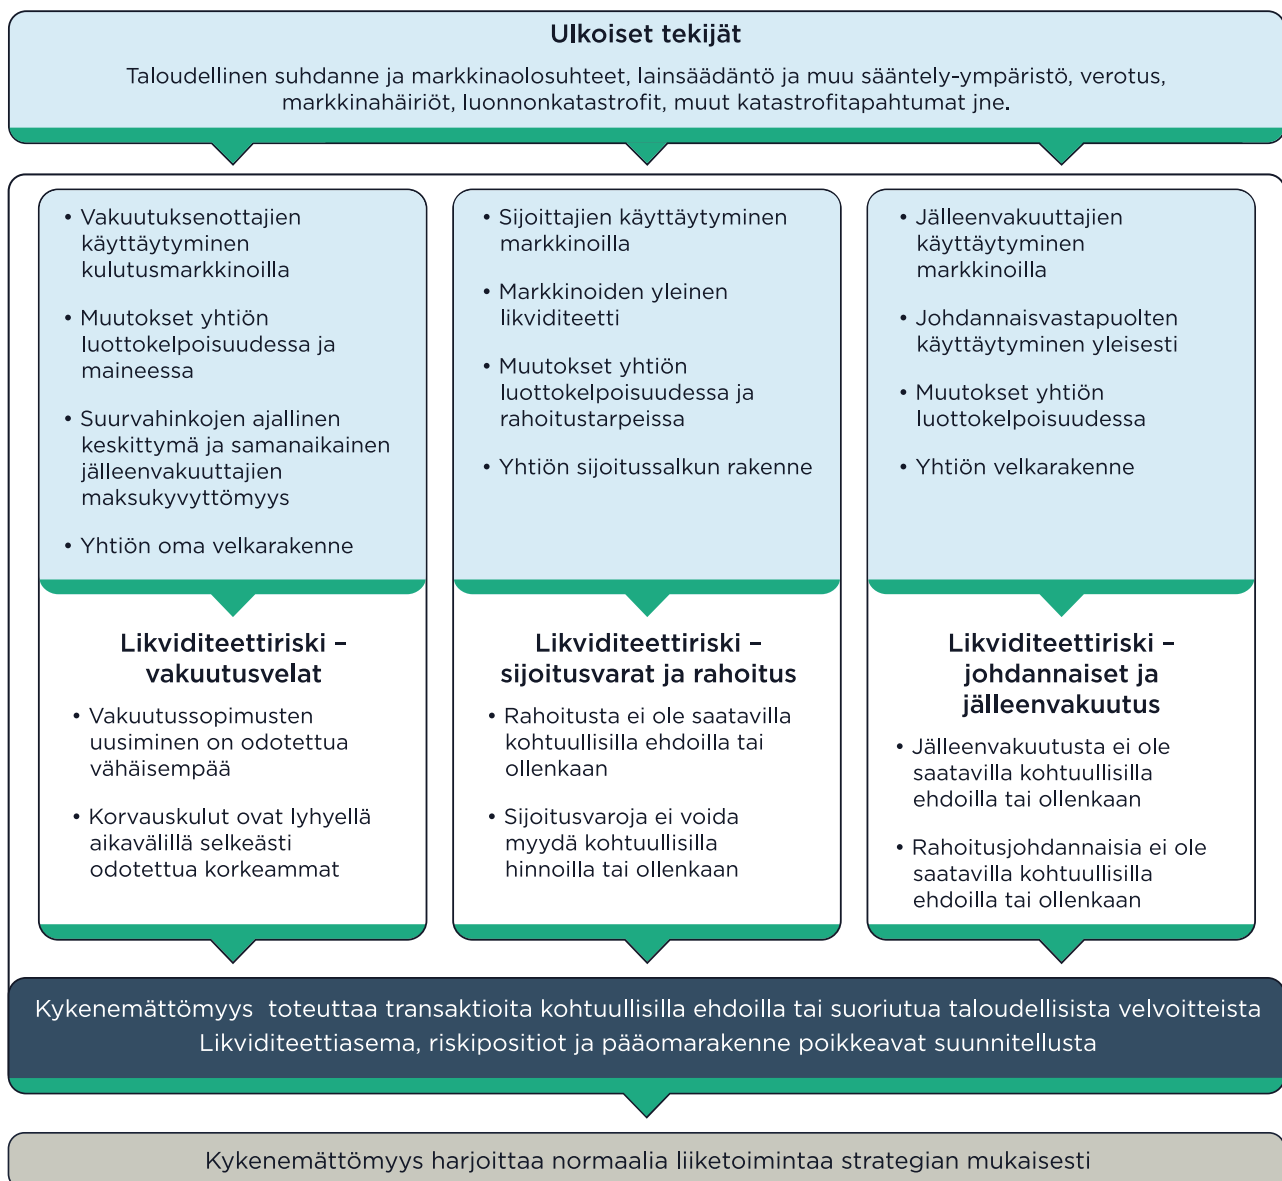 Ulkoiset tekijät
Taloudellinen suhdanne ja markkinaolosuhteet, lainsäädäntö ja muu sääntely-ympäristö, verotus,
markkinahäiriöt, luonnonkatastrofit, muut katastrofitapahtumat jne.
• Vakuutuksenottajien
käyttäytyminen
kulutusmarkkinoilla
• Muutokset yhtiön
luottokelpoisuudessa ja
maineessa
• Suurvahinkojen ajallinen
keskittymä ja samanaikainen
jälleenvakuuttajien
maksukyvyttömyys
• Yhtiön oma velkarakenne
Likviditeettiriski –
vakuutusvelat
• Vakuutussopimusten
uusiminen on odotettua
vähäisempää
• Korvauskulut ovat lyhyellä
aikavälillä selkeästi
odotettua korkeammat
• Sijoittajien käyttäytyminen
markkinoilla
• Markkinoiden yleinen
likviditeetti
• Muutokset yhtiön
luottokelpoisuudessa ja
rahoitustarpeissa
• Yhtiön sijoitussalkun rakenne
Likviditeettiriski –
sijoitusvarat ja rahoitus
• Rahoitusta ei ole saatavilla
kohtuullisilla ehdoilla tai
ollenkaan
• Sijoitusvaroja ei voida
myydä kohtuullisilla
hinnoilla tai ollenkaan
• Jälleenvakuuttajien
käyttäytyminen
markkinoilla
• Johdannaisvastapuolten
käyttäytyminen yleisesti
• Muutokset yhtiön
luottokelpoisuudessa
• Yhtiön velkarakenne
Likviditeettiriski –
johdannaiset ja
jälleenvakuutus
• Jälleenvakuutusta ei ole
saatavilla kohtuullisilla
ehdoilla tai ollenkaan
• Rahoitusjohdannaisia ei ole
saatavilla kohtuullisilla
ehdoilla tai ollenkaan
Kykenemättömyys toteuttaa transaktioita kohtuullisilla ehdoilla tai suoriutua taloudellisista velvoitteista
Likviditeettiasema, riskipositiot ja pääomarakenne poikkeavat suunnitellusta
Kykenemättömyys harjoittaa normaalia liiketoimintaa strategian mukaisesti